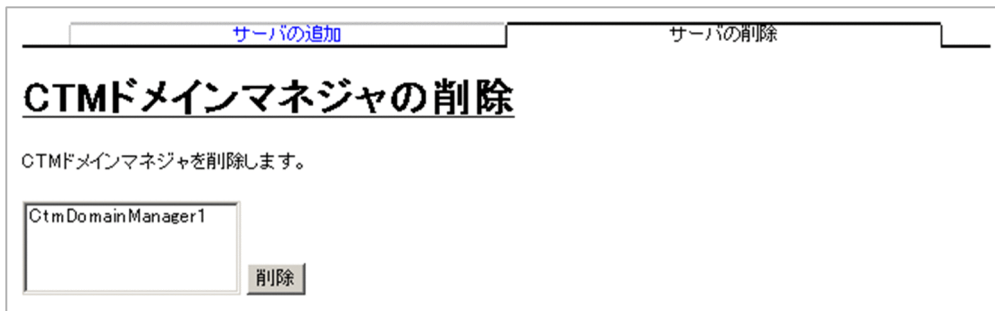 サーバの追加 サーバの削除
CTMドメインマネジャの削除
CTMドメインマネジャを削除します。
CtmDomainManager1
削除